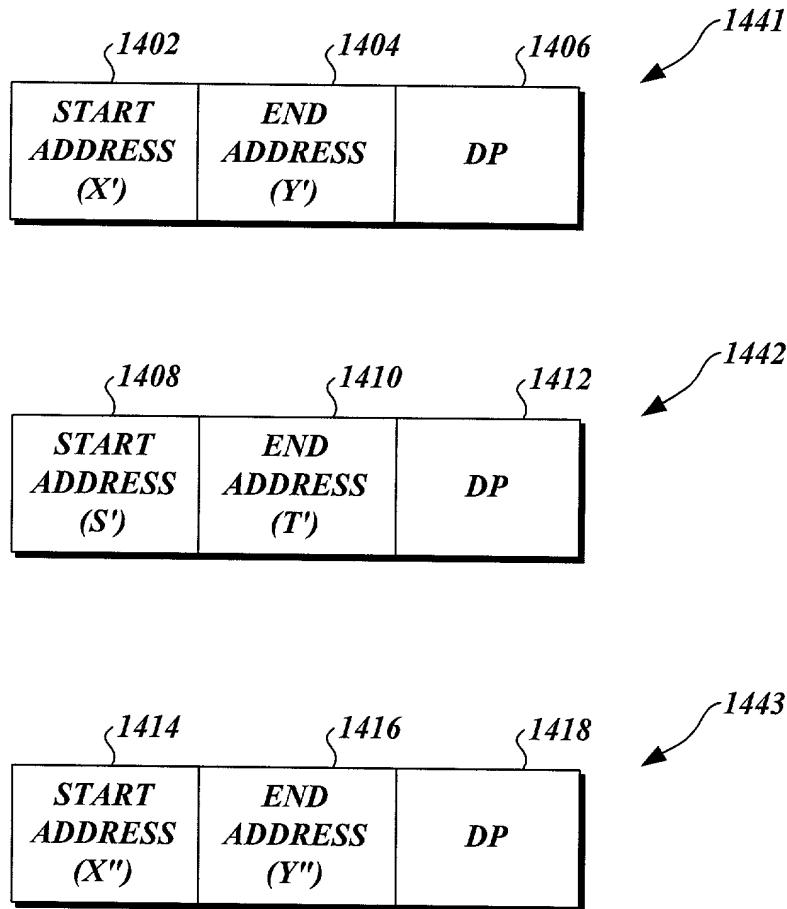 1441
1402 1404 1406
START ADDRESS (X') END ADDRESS (Y') DP
1442
1408 1410 1412
START ADDRESS (S') END ADDRESS (T') DP
1443
1414 1416 1418
START ADDRESS (X") END ADDRESS (Y") DP